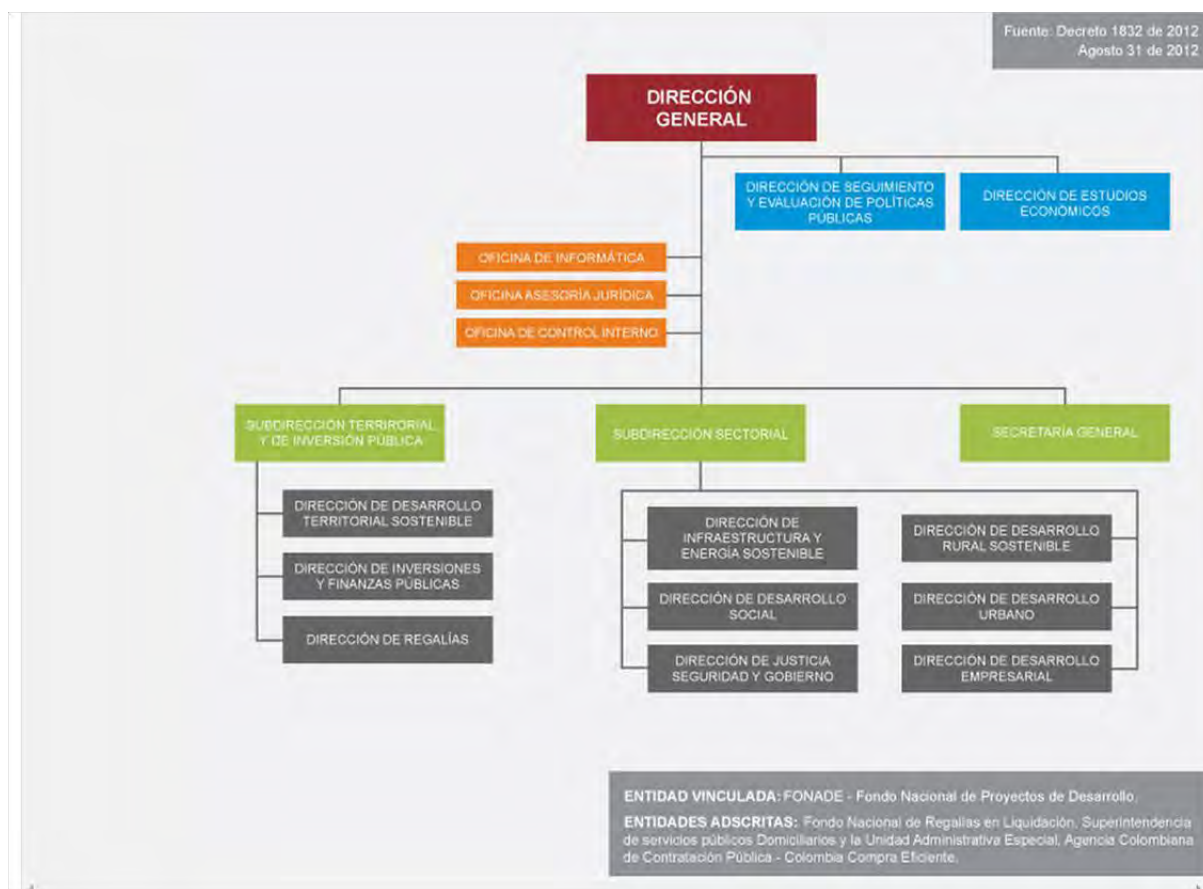 Fuente: Decreto 1832 de 2012
Agosto 31 de 2012
DIRECCIÓN
GENERAL
DIRECCIÓN DE SEGUIMIENTO
Y EVALUACIÓN DE POLÍTICAS
PÚBLICAS
DIRECCIÓN DE ESTUDIOS
ECONÓMICOS
OFICINA DE INFORMÁTICA
OFICINA ASESORÍA JURÍDICA
OFICINA DE CONTROL INTERNO
SUBDIRECCIÓN TERRIRORIAL
Y DE INVERSIÓN PÚBLICA
SUBDIRECCIÓN SECTORIAL
SECRETARÍA GENERAL
DIRECCIÓN DE DESARROLLO
TERRITORIAL SOSTENIBLE
DIRECCIÓN DE INVERSIONES
Y FINANZAS PÚBLICAS
DIRECCIÓN DE REGALÍAS
DIRECCIÓN DE
INFRAESTRUCTURA Y
ENERGÍA SOSTENIBLE
DIRECCIÓN DE DESARROLLO
SOCIAL
DIRECCIÓN DE JUSTICIA
SEGURIDAD Y GOBIERNO
DIRECCIÓN DE DESARROLLO
RURAL SOSTENIBLE
DIRECCIÓN DE DESARROLLO
URBANO
DIRECCIÓN DE DESARROLLO
EMPRESARIAL
ENTIDAD VINCULADA: FONADE - Fondo Nacional de Proyectos de Desarrollo.
ENTIDADES ADSCRITAS: Fondo Nacional de Regalías en Liquidación, Superintendencia
de servicios públicos Domiciliarios y la Unidad Administrativa Especial, Agencia Colombiana
de Contratación Pública - Colombia Compra Eficiente.